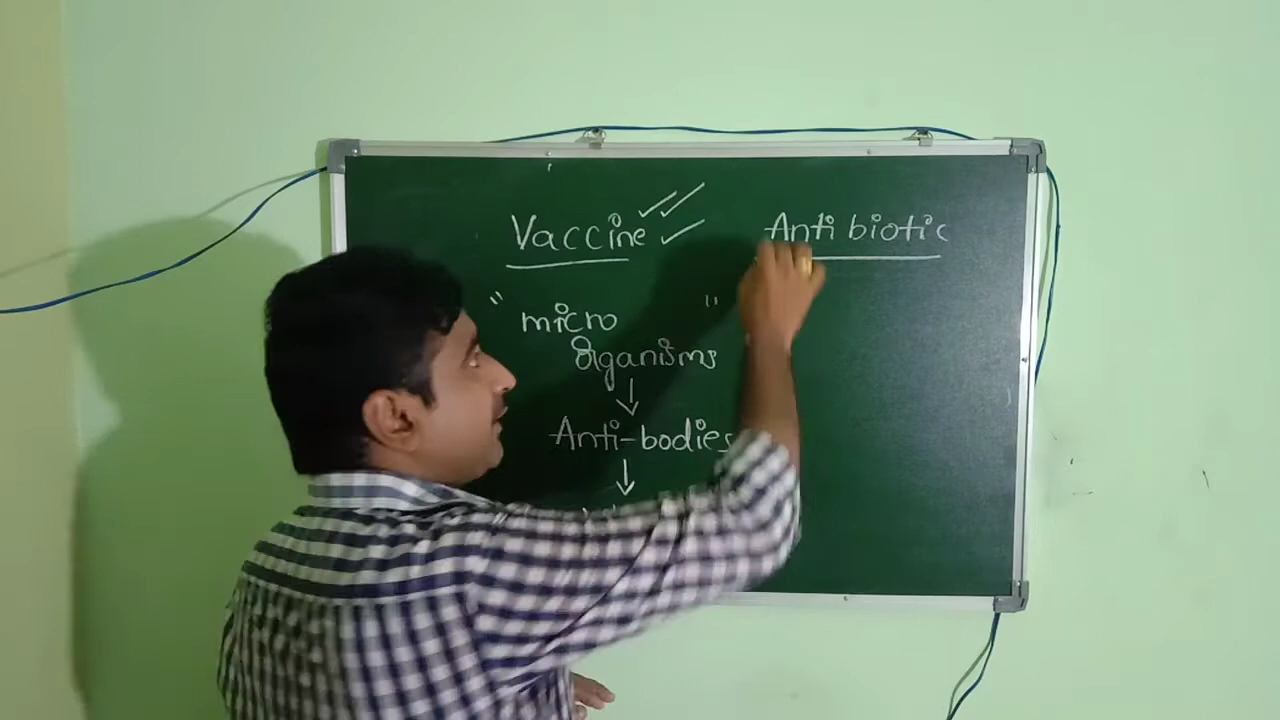 Vaccine
Anti biotic
" micro "
organisms
Anti-bodies